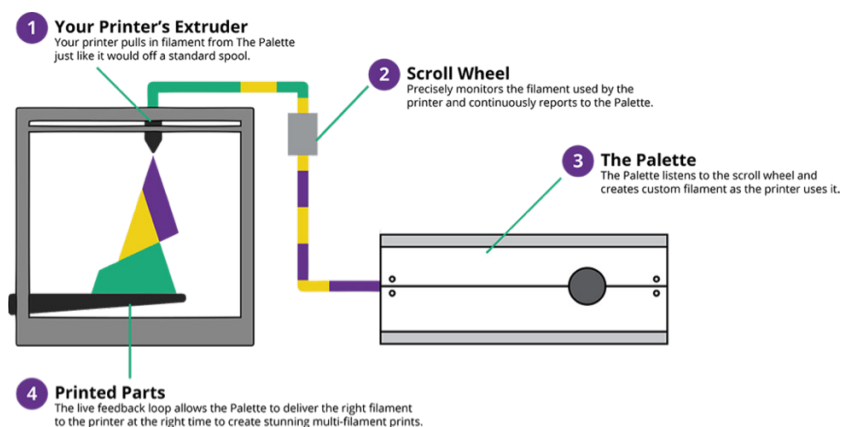 1 Your Printer's Extruder
Your printer pulls in filament from The Palette
just like it would off a standard spool.
2 Scroll Wheel
Precisely monitors the filament used by the
printer and continuously reports to the Palette.
3 The Palette
The Palette listens to the scroll wheel and
creates custom filament as the printer uses it.
4 Printed Parts
The live feedback loop allows the Palette to deliver the right filament
to the printer at the right time to create stunning multi-filament prints.